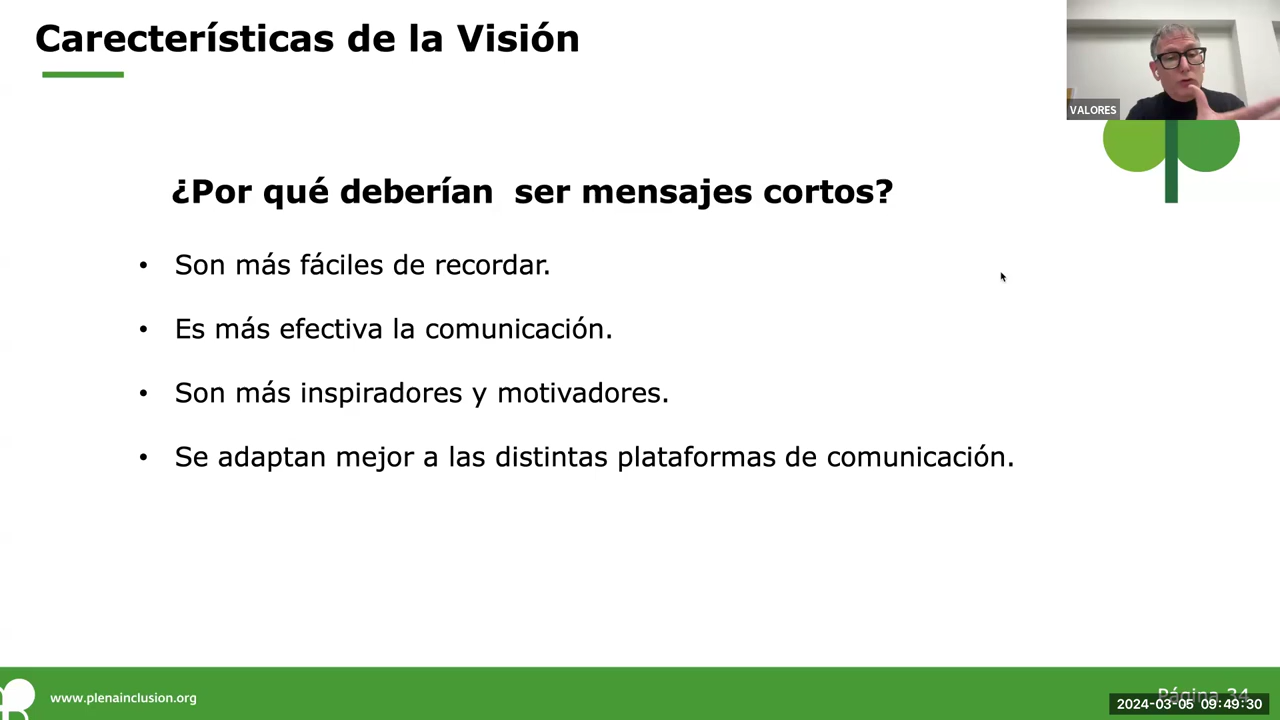 Carecterísticas de la Visión
VALORES
¿Por qué deberían  ser mensajes cortos?
• Son más fáciles de recordar.
• Es más efectiva la comunicación.
• Son más inspiradores y motivadores.
• Se adaptan mejor a las distintas plataformas de comunicación.
www.plenainclusion.org
Página 34
2024-03-05 09:49:30